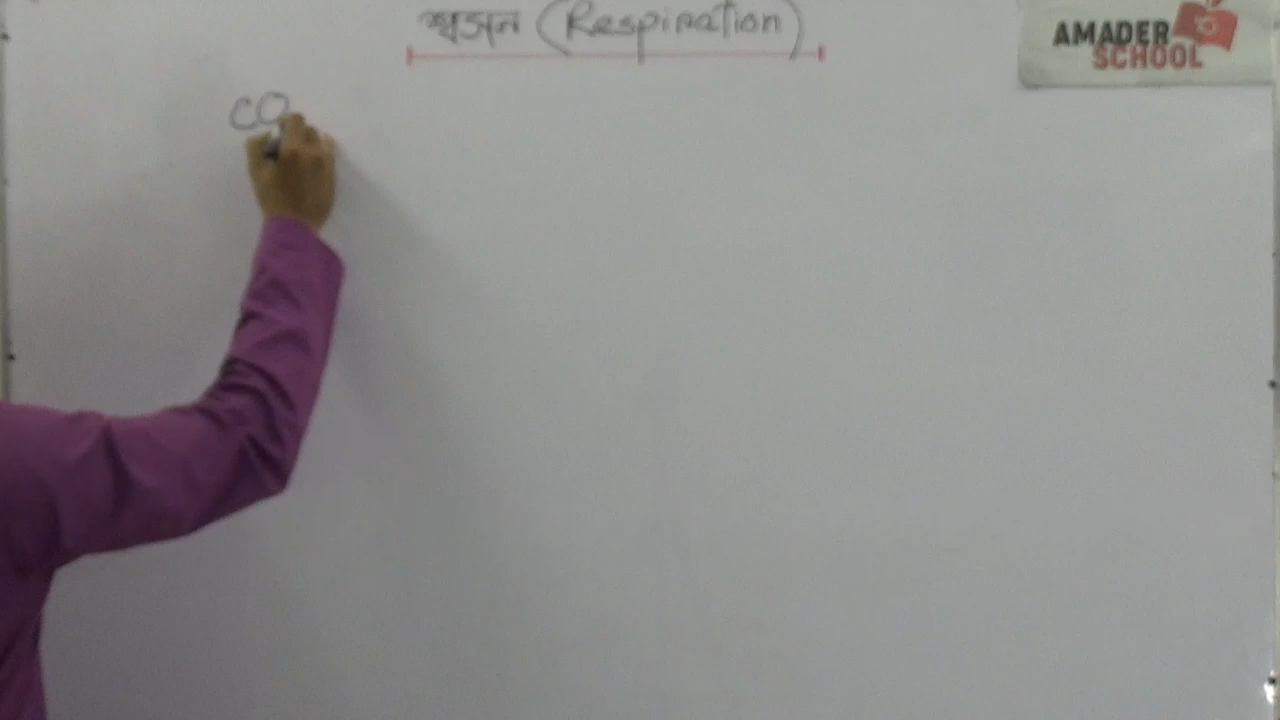 শ্বসন (Respiration)
AMADER
SCHOOL
CO